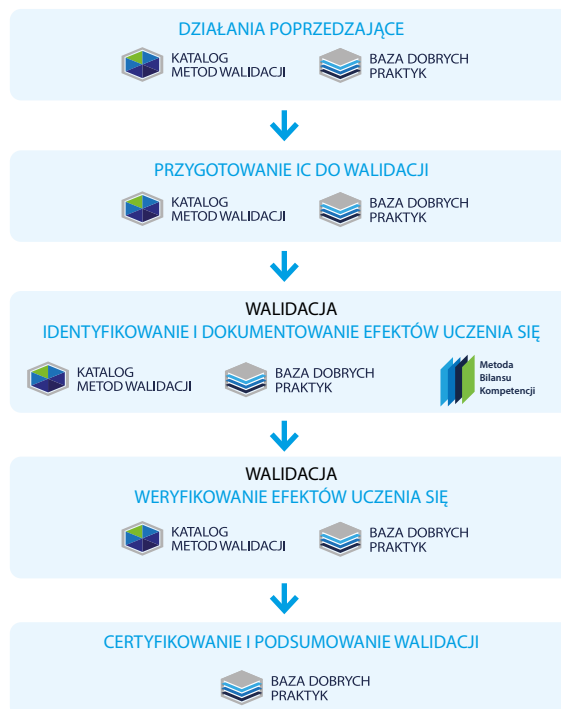 DZIAŁANIA POPRZEDZAJĄCE
KATALOG
METOD WALIDACJI
BAZA DOBRYCH
PRAKTYK
PRZYGOTOWANIE IC DO WALIDACJI
KATALOG
METOD WALIDACJI
BAZA DOBRYCH
PRAKTYK
WALIDACJA
IDENTYFIKOWANIE I DOKUMENTOWANIE EFEKTÓW UCZENIA SIĘ
KATALOG
METOD WALIDACJI
BAZA DOBRYCH
PRAKTYK
Metoda
Bilansu
Kompetencji
WALIDACJA
WERYFIKOWANIE EFEKTÓW UCZENIA SIĘ
KATALOG
METOD WALIDACJI
BAZA DOBRYCH
PRAKTYK
CERTYFIKOWANIE I PODSUMOWANIE WALIDACJI
BAZA DOBRYCH
PRAKTYK